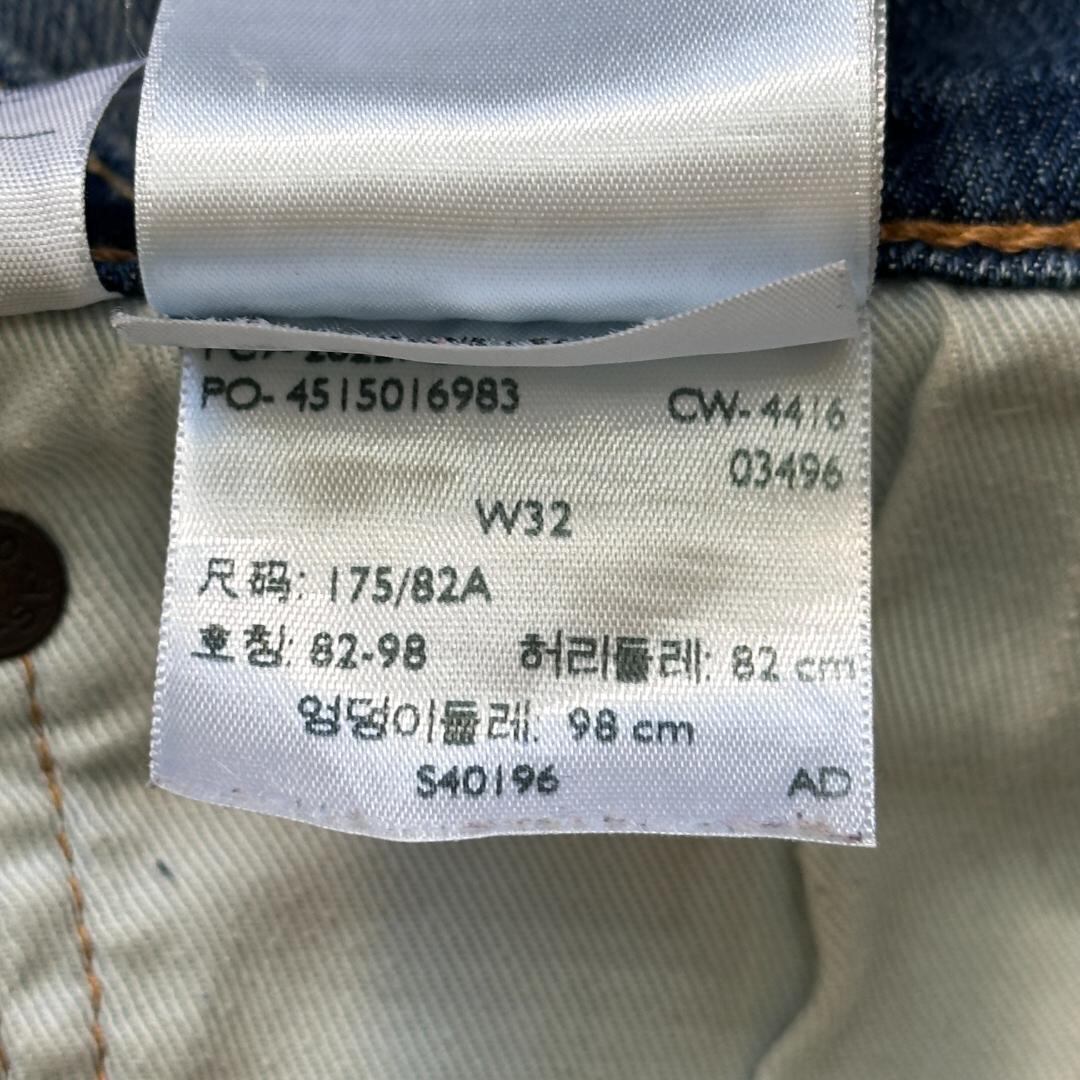 PO- 4515016983
CW- 4416
03496
W32
尺码: 175/82A
호칭: 82-98 허리둘레: 82 cm
엉덩이둘레: 98 cm
S40196 AD